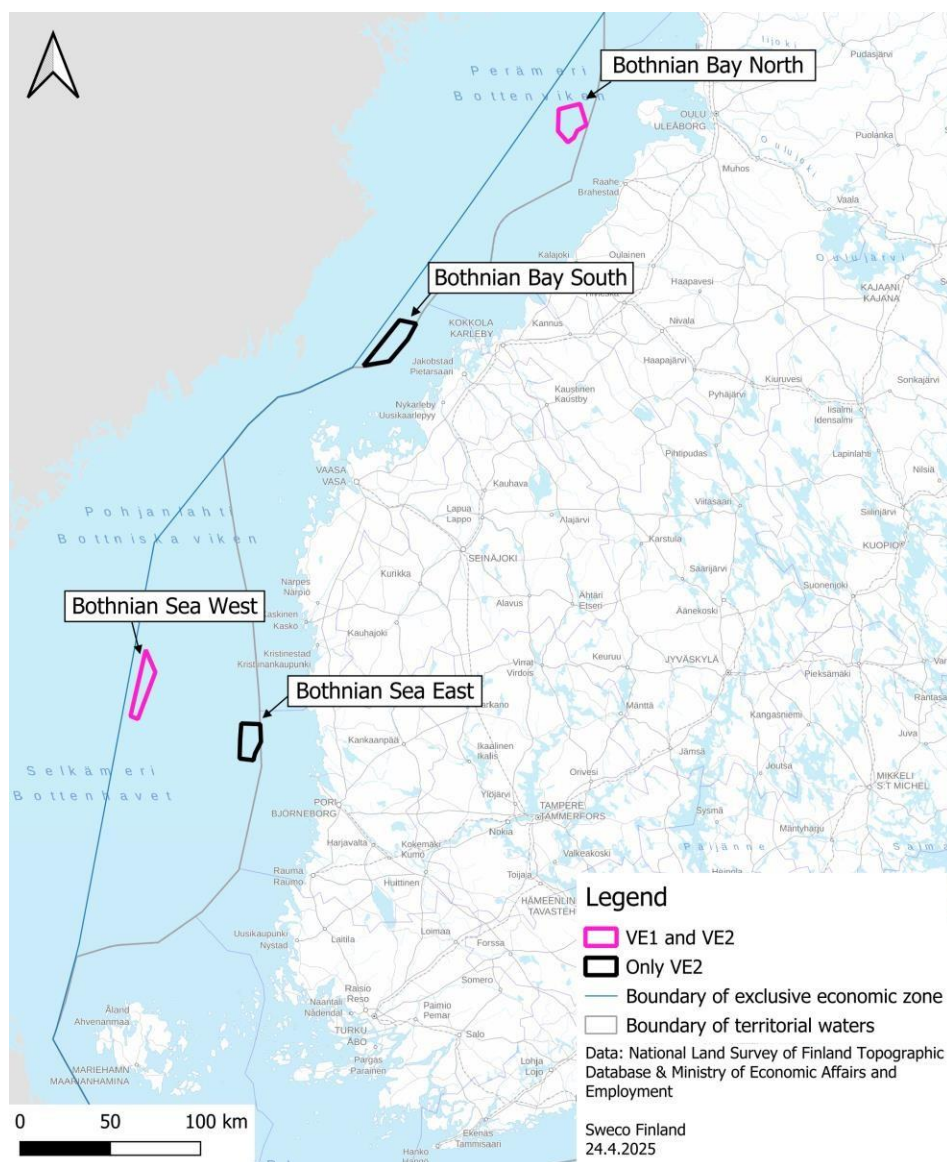 Perämeri
Bottenviken
Bothnian Bay North
Iijoki
Pudasjärvi
OULU
ULEÅBORG
Puolanka
Oulujoki
Muhos
Raahe
Brahestad
Vaala
Kalajoki
Oulainen
Oulujärvi
Bothnian Bay South
Haapavesi
KAJAANI
KAJANA
KOKKOLA
KARLEBY
Kannus
Nivala
Jakobstad
Pietarsaari
Haapajärvi
Kiuruvesi
Sonkajärvi
Pyhäjärvi
Kaustinen
Kaustby
Nykarleby
Uusikaarlepyy
Iisalmi
Idensalmi
Pihtipudas
Lapinlahti
VAASA
VASA
Kauhava
Nilsiä
Viitasaari
Pohjanlahti
Bottniska viken
Lapua
Lappo
Alajärvi
Siilinjärvi
Karstula
KUOPIO
SEINÄJOKI
Saarijärvi
Närpes
Närpiö
Kurikka
Suonenjoki
Bothnian Sea West
Kaskinen
Kaskö
Alavus
Ähtäri
Etseri
Äänekoski
Kauhajoki
Kristinestad
Kristinankaupunki
Virrat
Virdois
Keuruu
JYVÄSKYLÄ
Pieksämäki
Bothnian Sea East
Mänttä
Kangasniemi
Juva
Kankaanpää
Ikaalinen
Ikalis
Jämsä
Selkämeri
Bottenhavet
Orivesi
Joutsa
MIKKELI
S:T MICHEL
PORI
BJÖRNEBORG
Ylöjärvi
TAMPERE
TAMMERFORS
Sysmä
Nokia
Mäntyharju
Harjavalta
Kokemäki
Kumo
Päijänne
Valkeakoski
Rauma
Raumo
Huittinen
Toijala
Uusikaupunki
Nystad
Laitila
Loimaa
Forssa
Somero
Naantali
Nådendal
Raisio
Reso
Paimio
Pemar
Åland
Ahvenanmaa
TURKU
ÅBO
Salo
Pargas
Parainen
Lohja
Lojo
MARIEHAMN
MAARIANHAMINA
Ekenäs
Tammisaari
Hanko
Legend
VE1 and VE2
Only VE2
Boundary of exclusive economic zone
Boundary of territorial waters
Data: National Land Survey of Finland Topographic
Database & Ministry of Economic Affairs and
Employment
Sweco Finland
24.4.2025
0 50 100 km